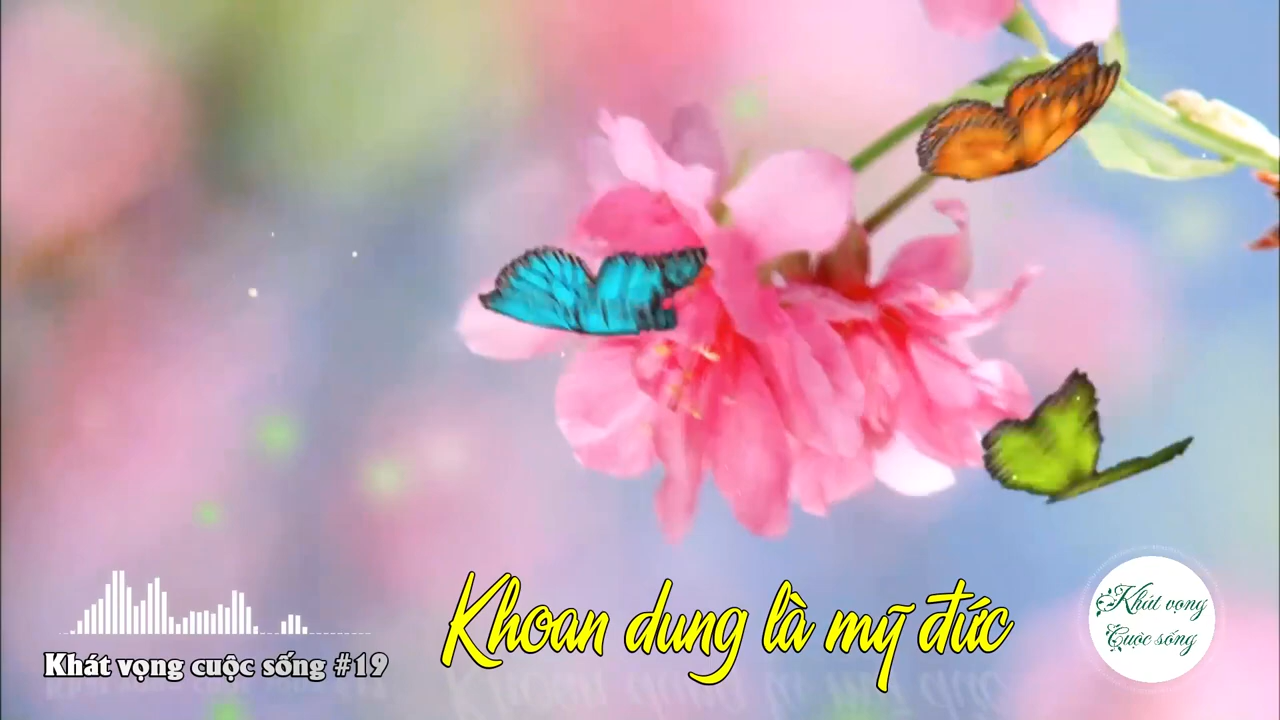 Khát vọng cuộc sống #19
Khoan dung là mỹ đức
Khát vọng
Cuộc sống